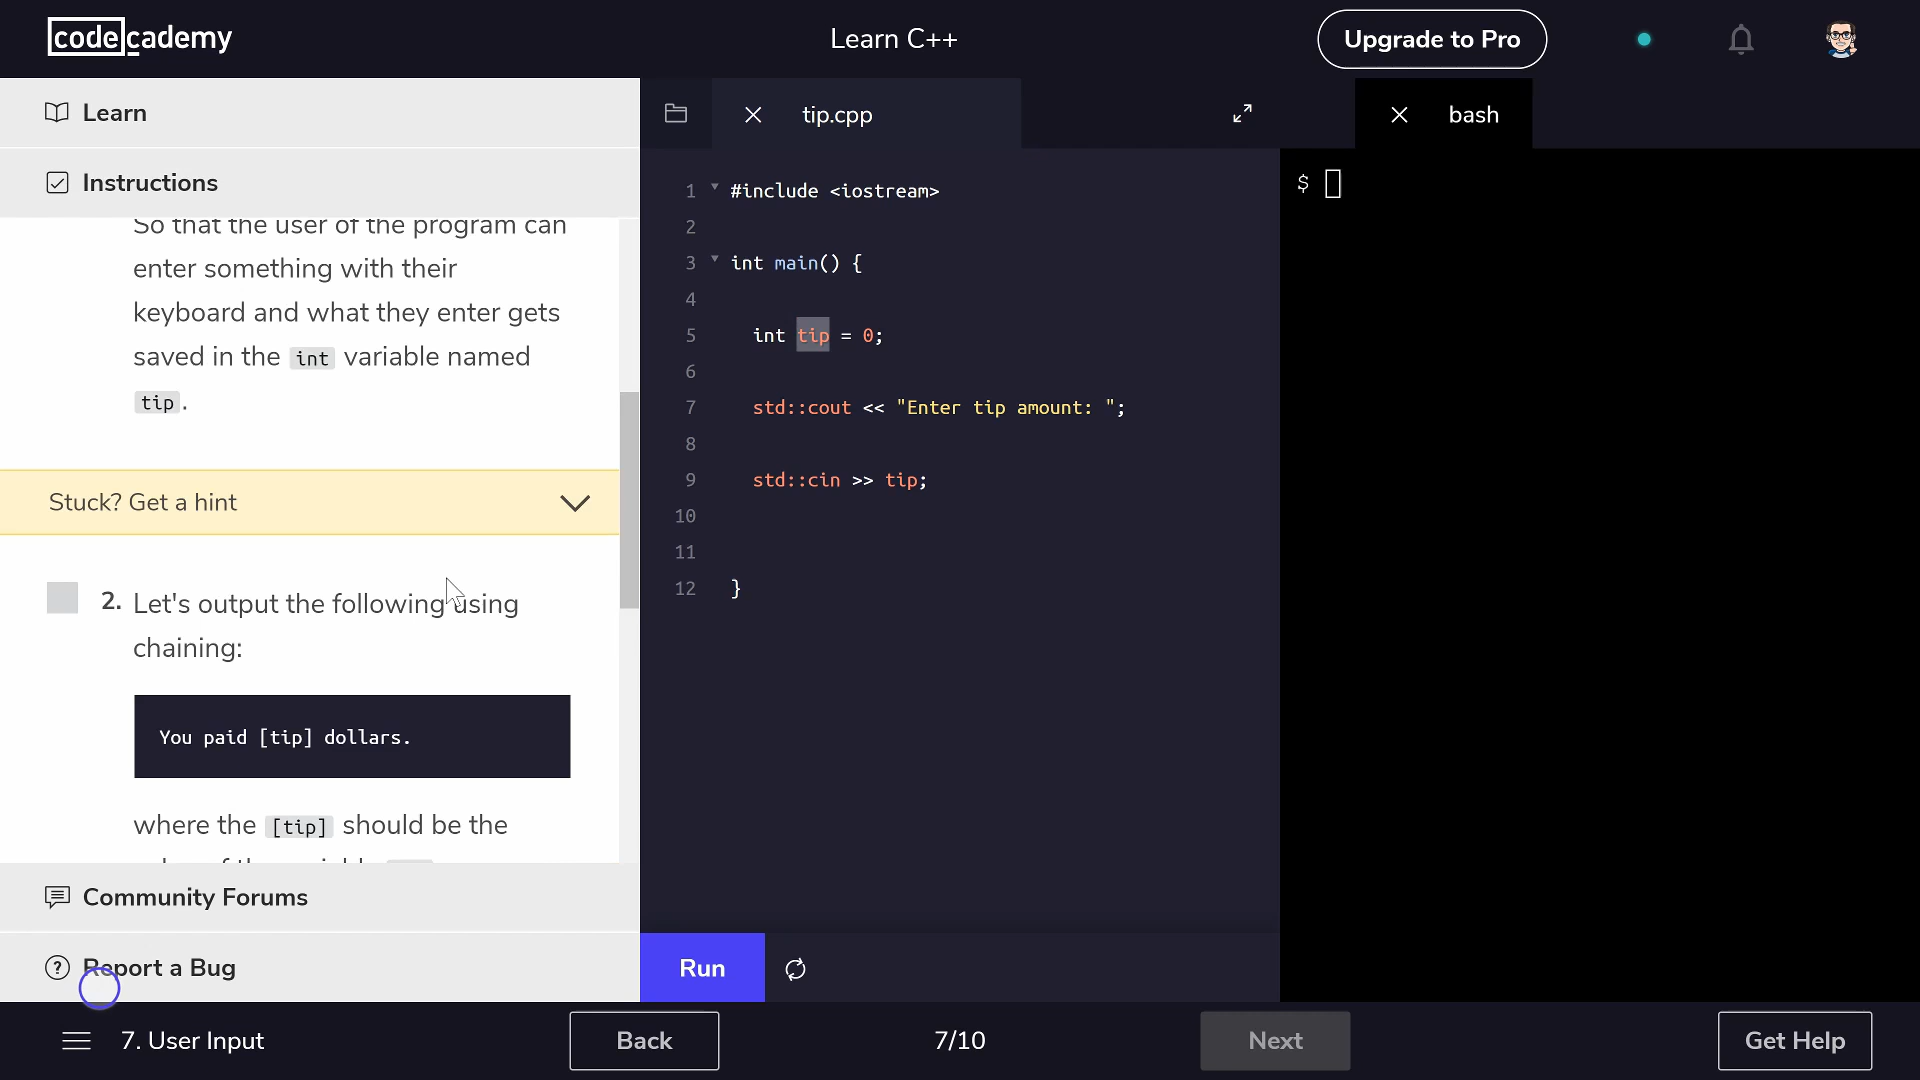 codecademy
Learn C++
Upgrade to Pro
Learn
Instructions
So that the user of the program can
enter something with their
keyboard and what they enter gets
saved in the int variable named
tip.
Stuck? Get a hint
2. Let's output the following using
chaining:
You paid [tip] dollars.
where the [tip] should be the
Community Forums
Report a Bug
tip.cpp
1 #include <iostream>
2
3 int main() {
4
5 int tip = 0;
6
7 std::cout << "Enter tip amount: ";
8
9 std::cin >> tip;
10
11
12 }
Run
bash
$
7. User Input
Back
7/10
Next
Get Help